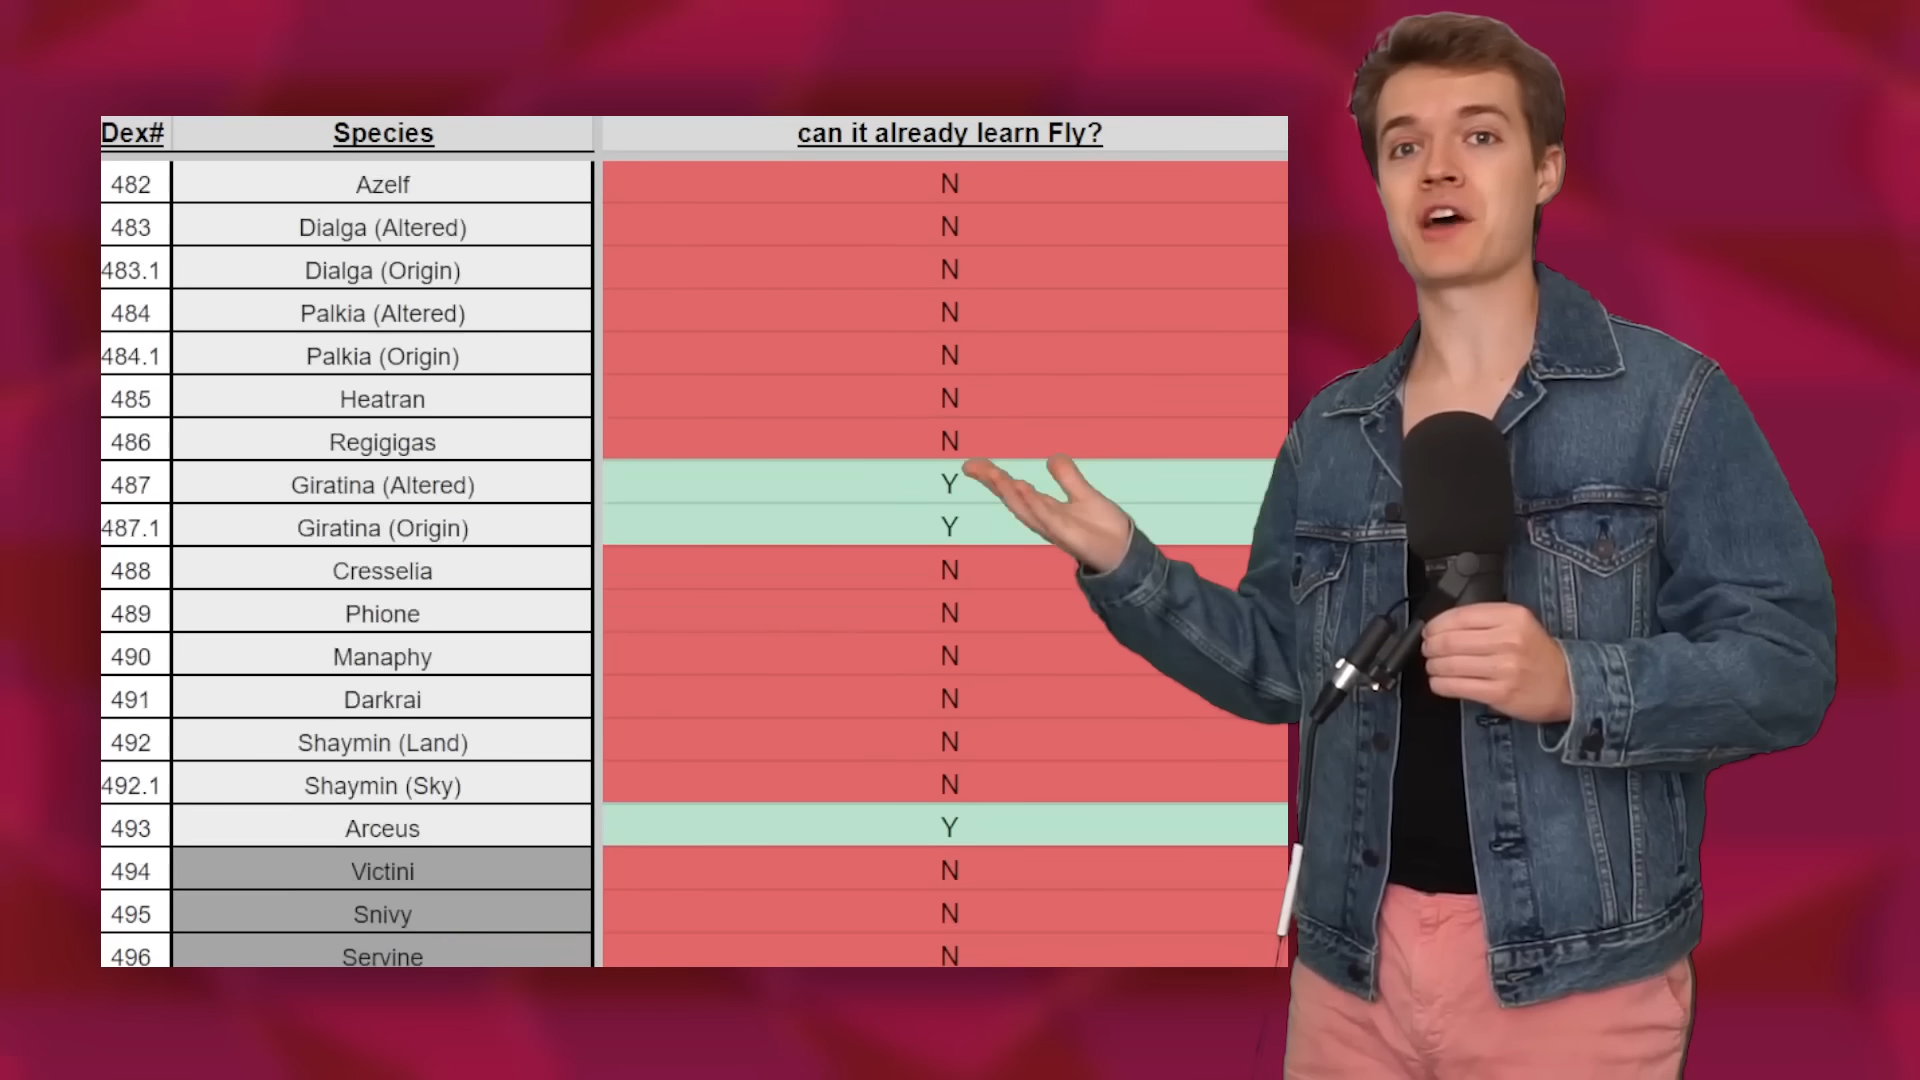 Dex# Species can it already learn Fly?
482 Azelf N
483 Dialga (Altered) N
483.1 Dialga (Origin) N
484 Palkia (Altered) N
484.1 Palkia (Origin) N
485 Heatran N
486 Regigigas N
487 Giratina (Altered) Y
487.1 Giratina (Origin) Y
488 Cresselia N
489 Phione N
490 Manaphy N
491 Darkrai N
492 Shaymin (Land) N
492.1 Shaymin (Sky) N
493 Arceus Y
494 Victini N
495 Snivy N
496 Servine N